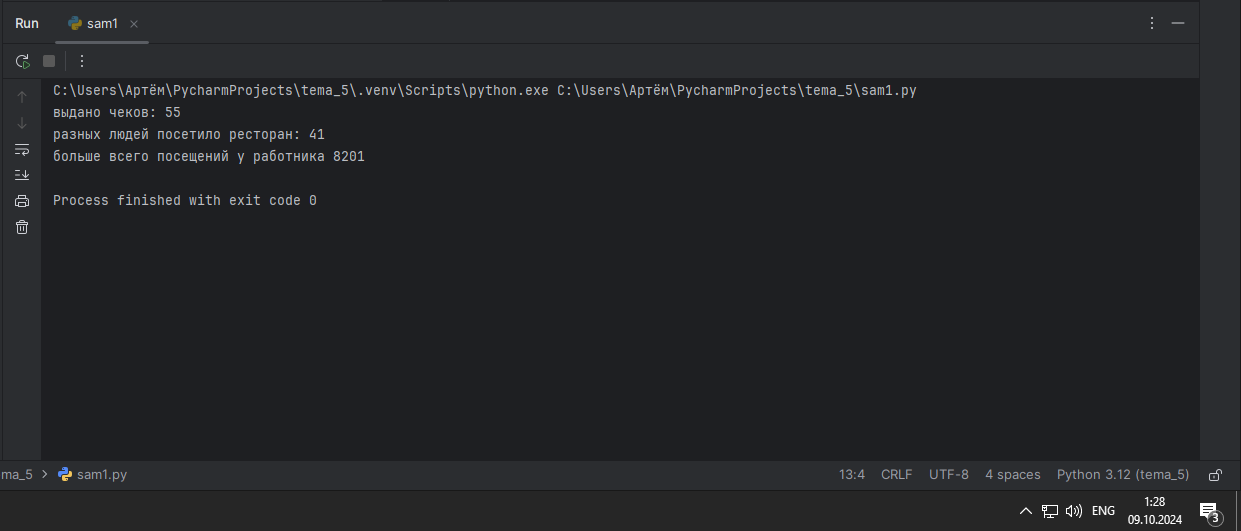 Run sam1
C:\Users\Артём\PycharmProjects\tema_5\.venv\Scripts\python.exe C:\Users\Артём\PycharmProjects\tema_5\sam1.py
выдано чеков: 55
разных людей посетило ресторан: 41
больше всего посещений у работника 8201
Process finished with exit code 0
ma_5 > sam1.py 13:4 CRLF UTF-8 4 spaces Python 3.12 (tema_5)
ENG 1:28
09.10.2024 3